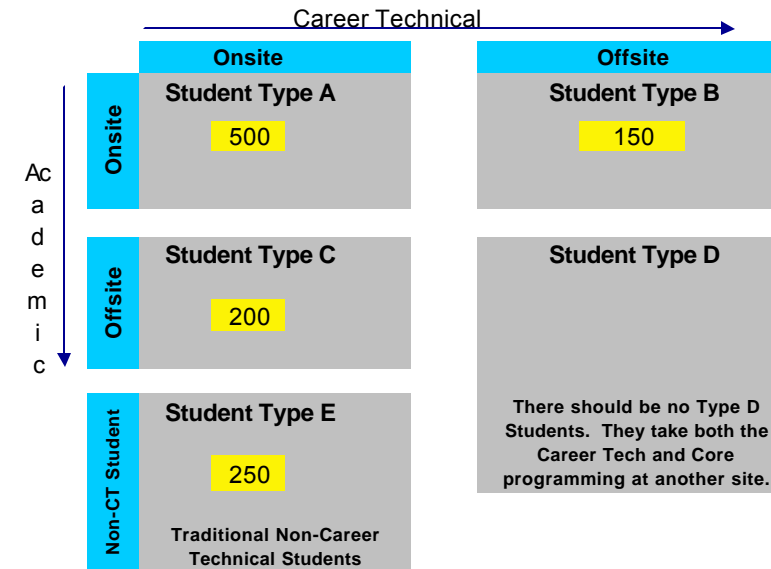 Career Technical
Onsite
Offsite
Ac
a
d
e
m
i
c
Onsite
Student Type A
500
Student Type B
150
Offsite
Student Type C
200
Student Type D
There should be no Type D
Students. They take both the
Career Tech and Core
programming at another site.
Non-CT Student
Student Type E
250
Traditional Non-Career
Technical Students